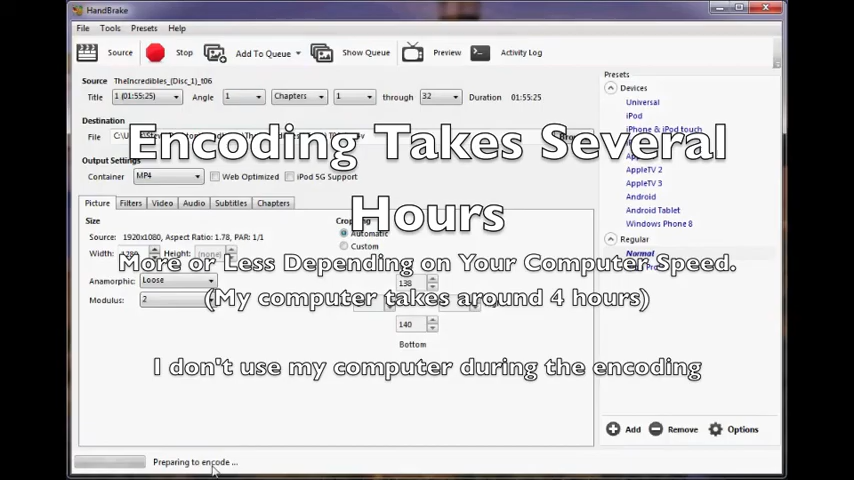 HandBrake
File Tools Presets Help
Source Stop Add To Queue Show Queue Preview Activity Log
Source TheIncredibles_(Disc_1)_t06
Title 1 (01:55:25) Angle 1 Chapters 1 through 32 Duration 01:55:25
Destination
File
Encoding Takes Several
Hours
Output Settings
Container MP4 Web Optimized iPod 5G Support
Picture Filters Video Audio Subtitles Chapters
Size
Source: 1920x1080, Aspect Ratio: 1.78, PAR: 1/1
Width: Height: (none)
Anamorphic: Loose
Modulus: 2
Cropping
Automatic
Custom
138
140
Bottom
More or Less Depending on Your Computer Speed.
(My computer takes around 4 hours)
I don't use my computer during the encoding
Presets
Devices
Universal
iPod
iPhone & iPod touch
AppleTV 2
AppleTV 3
Android
Android Tablet
Windows Phone 8
Regular
Normal
Add Remove Options
Preparing to encode ...